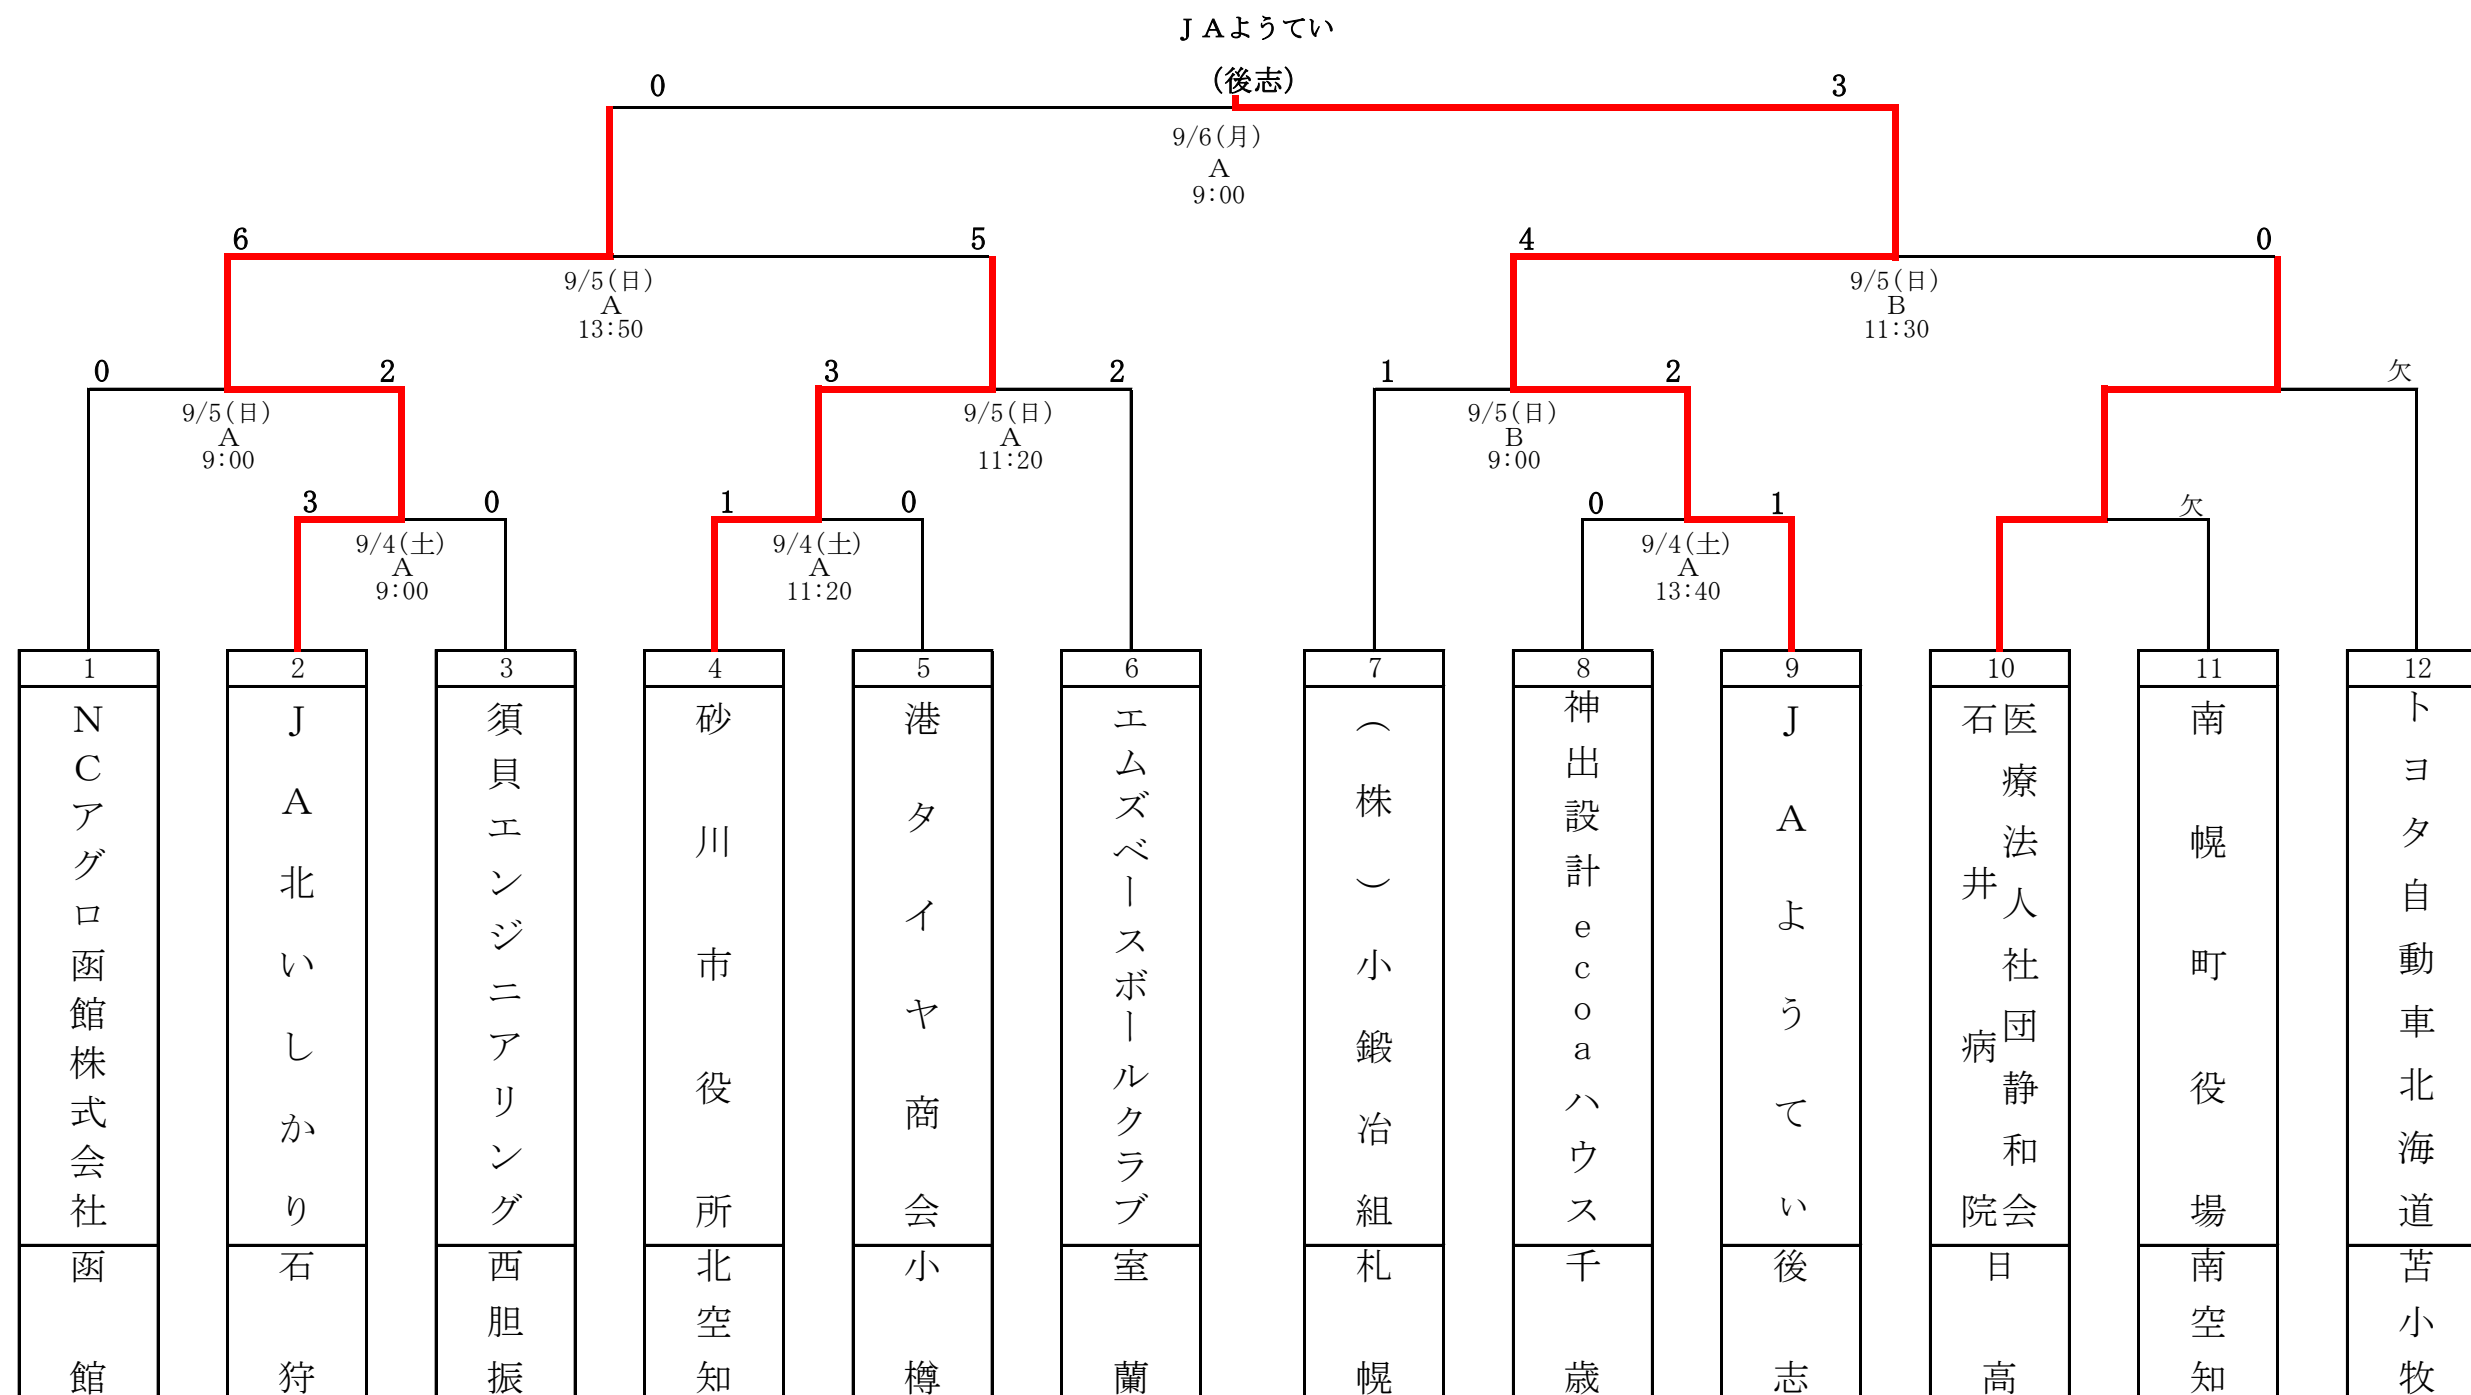 ＪＡようてい
(後志)
0
3
9/6(月)
A
9:00
6
5
4
0
9/5(日)
A
13:50
9/5(日)
B
11:30
0
2
3
2
1
2
欠
9/5(日)
A
9:00
9/5(日)
A
11:20
9/5(日)
B
9:00
3
0
1
0
0
1
欠
9/4(土)
A
9:00
9/4(土)
A
11:20
9/4(土)
A
13:40
1
2
3
4
5
6
7
8
9
10
11
12
NCアグロ函館株式会社
JA北いしかり
須貝エンジニアリング
砂川市役所
港タイヤ商会
エムズベースボールクラブ
（株）小鍛冶組
神出設計ecoaハウス
JAようてい
医療法人社団静和会
石井病院
南幌町役場
トヨタ自動車北海道
函館
石狩
西胆振
北空知
小樽
室蘭
札幌
千歳
後志
日高
南空知
苫小牧